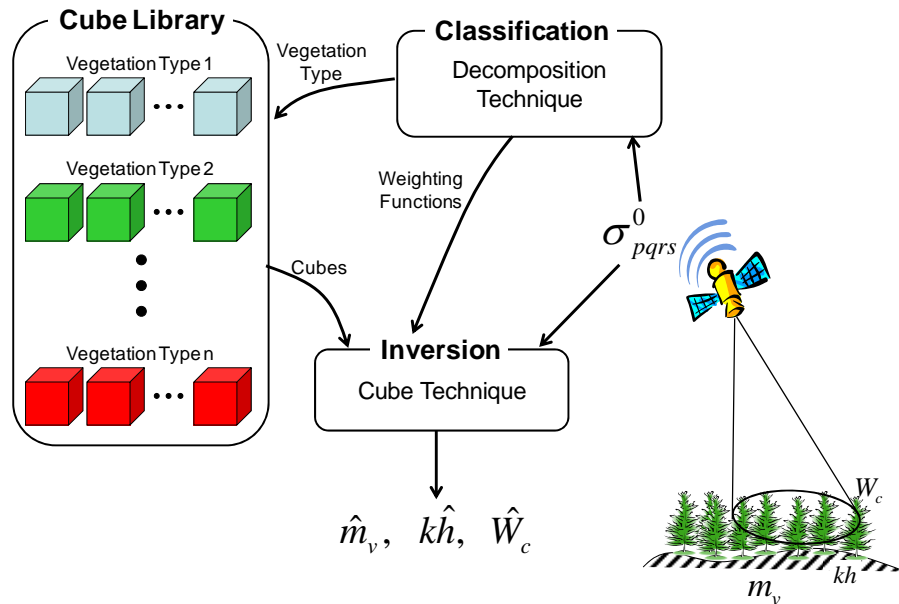 Cube Library
Vegetation Type 1
Vegetation Type 2
Vegetation Type n
Vegetation
Type
Classification
Decomposition
Technique
Weighting
Functions
Cubes
σ⁰pqrs
Inversion
Cube Technique
m̂v, kĥ, Ŵc
Wc
kh
mv